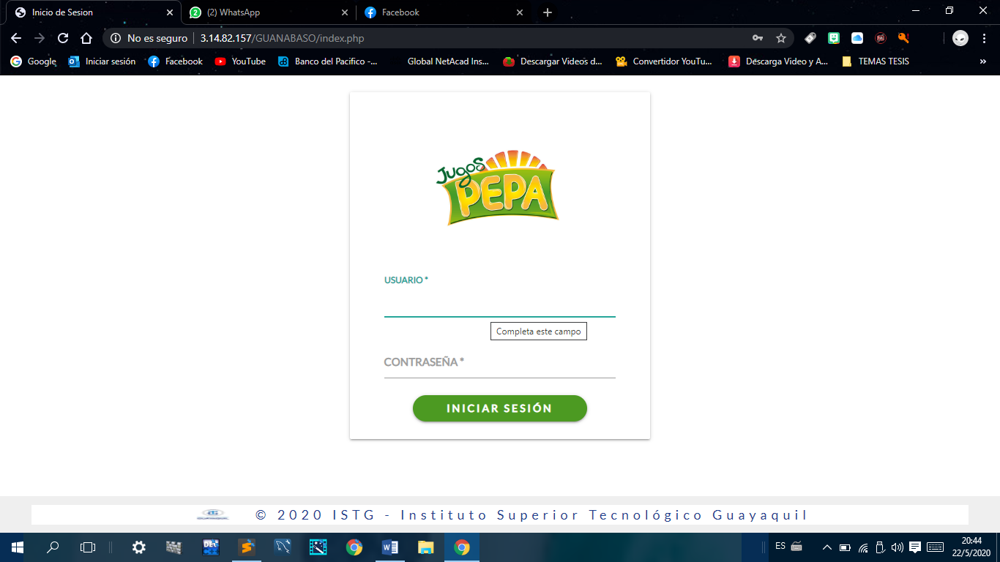 Inicio de Sesion
2 (2) WhatsApp
Facebook
No es seguro 3.14.82.157/GUANABASO/index.php
Google
Iniciar sesión
Facebook
YouTube
Banco del Pacifico -...
Global NetAcad Ins...
Descargar Videos d...
Convertidor YouTu...
Descarga Video y A...
TEMAS TESIS
»
Jugos
PEPA
USUARIO *
Completa este campo
CONTRASEÑA *
INICIAR SESIÓN
© 2020 ISTG - Instituto Superior Tecnológico Guayaquil
DEV
ES
20:44
22/5/2020